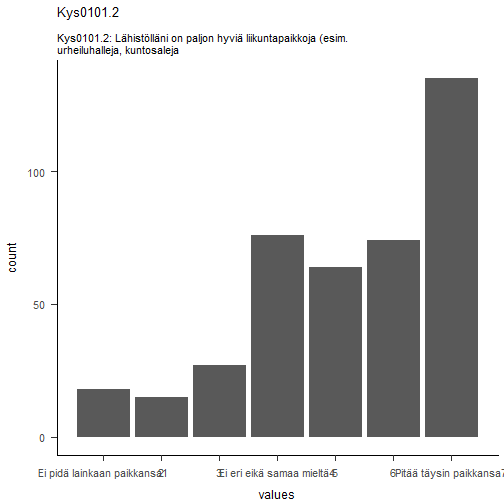 Kys0101.2
Kys0101.2: Lähistölläni on paljon hyviä liikuntapaikkoja (esim.
urheiluhalleja, kuntosaleja
count
100
50
0
Ei pidä lainkaan paikkansa1
2
3
Ei eri eikä samaa mieltä4
5
6
Pitää täysin paikkansa7
values